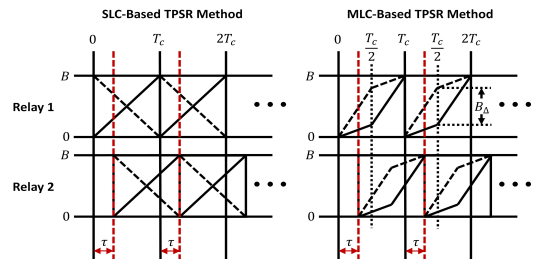 SLC-Based TPSR Method
MLC-Based TPSR Method
0 T_c 2T_c
0 T_c/2 T_c T_c/2 2T_c
Relay 1
B
0
B
0
B_Δ
Relay 2
B
0
B
0
τ τ
τ τ